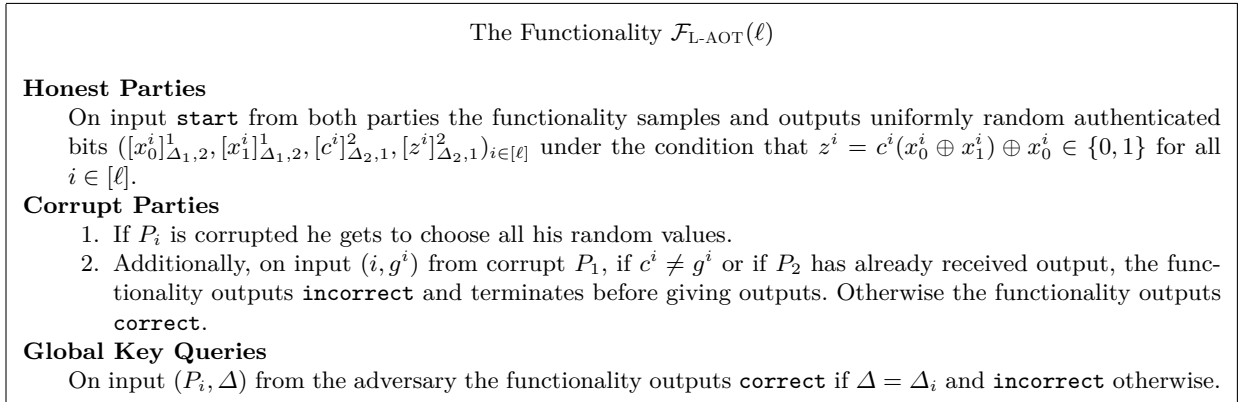 The Functionality $\mathcal{F}_{\text{L-AOT}}(\ell)$
Honest Parties
On input start from both parties the functionality samples and outputs uniformly random authenticated
bits $([x_0^i]^1_{\Delta_1,2}, [x_1^i]^1_{\Delta_1,2}, [c^i]^2_{\Delta_2,1}, [z^i]^2_{\Delta_2,1})_{i\in[\ell]}$ under the condition that $z^i = c^i(x_0^i \oplus x_1^i) \oplus x_0^i \in \{0, 1\}$ for all
$i \in [\ell]$.
Corrupt Parties
1. If $P_i$ is corrupted he gets to choose all his random values.
2. Additionally, on input $(i, g^i)$ from corrupt $P_1$, if $c^i \neq g^i$ or if $P_2$ has already received output, the func-
tionality outputs incorrect and terminates before giving outputs. Otherwise the functionality outputs
correct.
Global Key Queries
On input $(P_i, \Delta)$ from the adversary the functionality outputs correct if $\Delta = \Delta_i$ and incorrect otherwise.